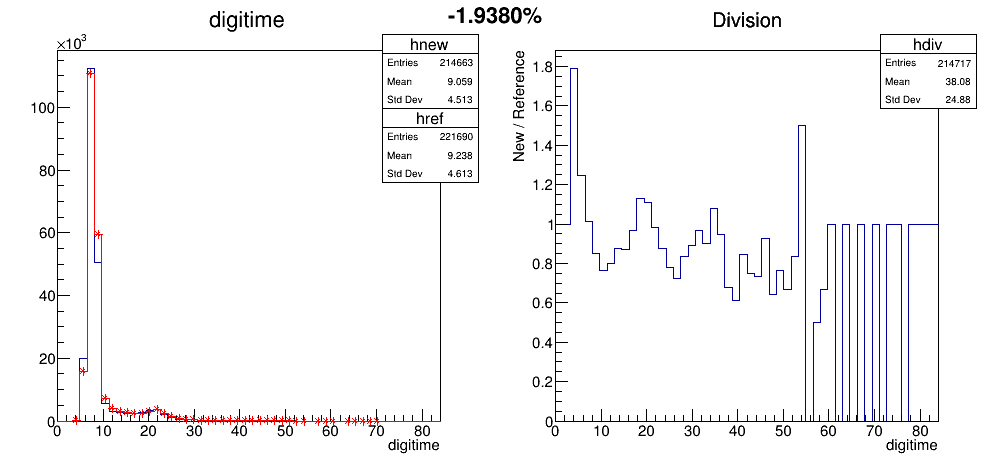 -1.9380%
digitime
×10³
hnew
Entries 214663
Mean 9.059
Std Dev 4.513
href
Entries 221690
Mean 9.238
Std Dev 4.613
100
80
60
40
20
0
0 10 20 30 40 50 60 70 80
digitime
Division
hdiv
Entries 214717
Mean 38.08
Std Dev 24.88
New / Reference
1.8
1.6
1.4
1.2
1
0.8
0.6
0.4
0.2
0
0 10 20 30 40 50 60 70 80
digitime